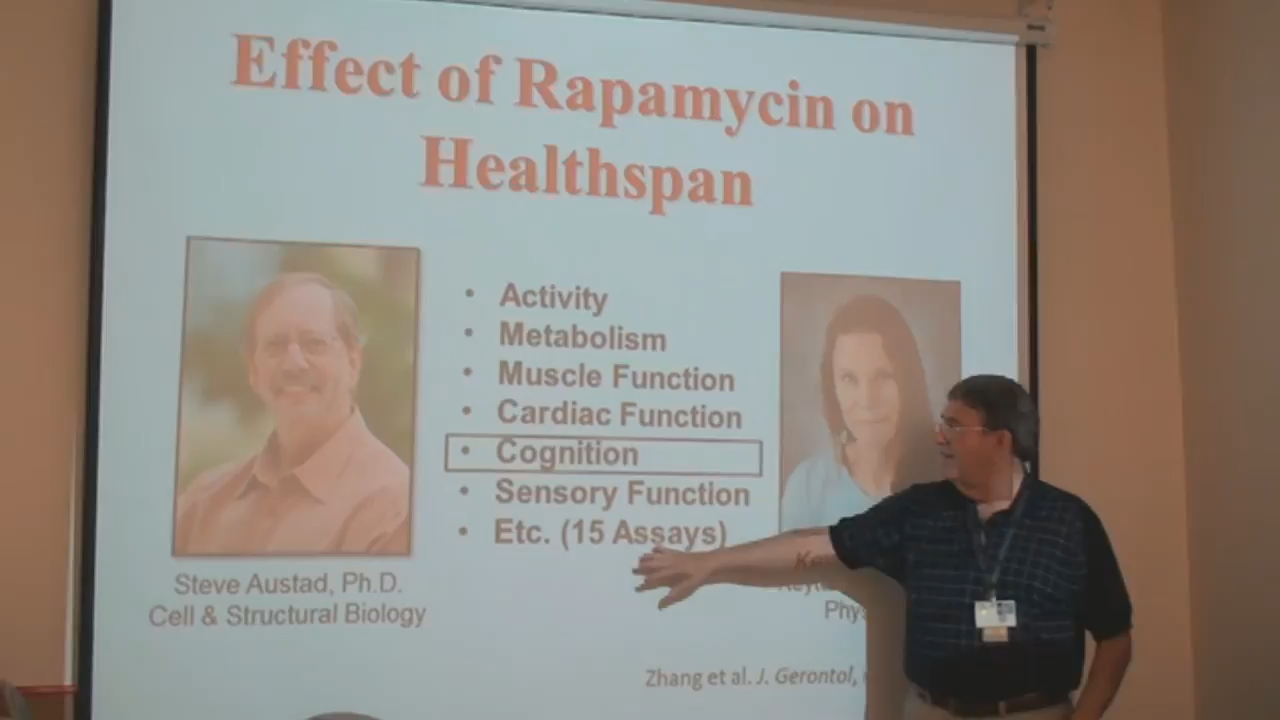 Effect of Rapamycin on
Healthspan
• Activity
• Metabolism
• Muscle Function
• Cardiac Function
• Cognition
• Sensory Function
• Etc. (15 Assays)
Steve Austad, Ph.D.
Cell & Structural Biology
Zhang et al. J. Gerontol,